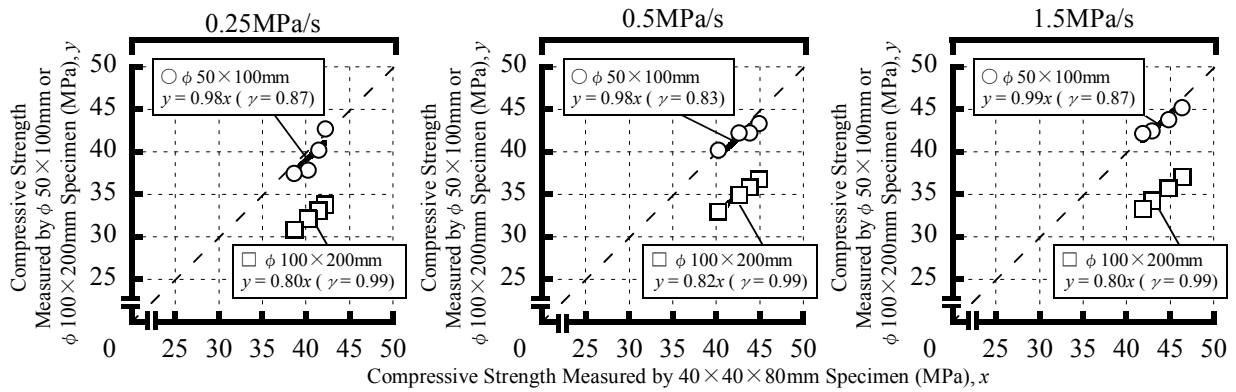 0.25MPa/s
0.5MPa/s
1.5MPa/s
Compressive Strength
Measured by φ 50×100mm or
φ 100×200mm Specimen (MPa), y
50
45
40
35
30
25
○ φ 50×100mm
y = 0.98x ( γ = 0.87)
□ φ 100×200mm
y = 0.80x ( γ = 0.99)
0 25 30 35 40 45 50
Compressive Strength
Measured by φ 50×100mm or
φ 100×200mm Specimen (MPa), y
50
45
40
35
30
25
○ φ 50×100mm
y = 0.98x ( γ = 0.83)
□ φ 100×200mm
y = 0.82x ( γ = 0.99)
0 25 30 35 40 45 50
Compressive Strength
Measured by φ 50×100mm or
φ 100×200mm Specimen (MPa), y
50
45
40
35
30
25
○ φ 50×100mm
y = 0.99x ( γ = 0.87)
□ φ 100×200mm
y = 0.80x ( γ = 0.99)
0 25 30 35 40 45 50
Compressive Strength Measured by 40×40×80mm Specimen (MPa), x